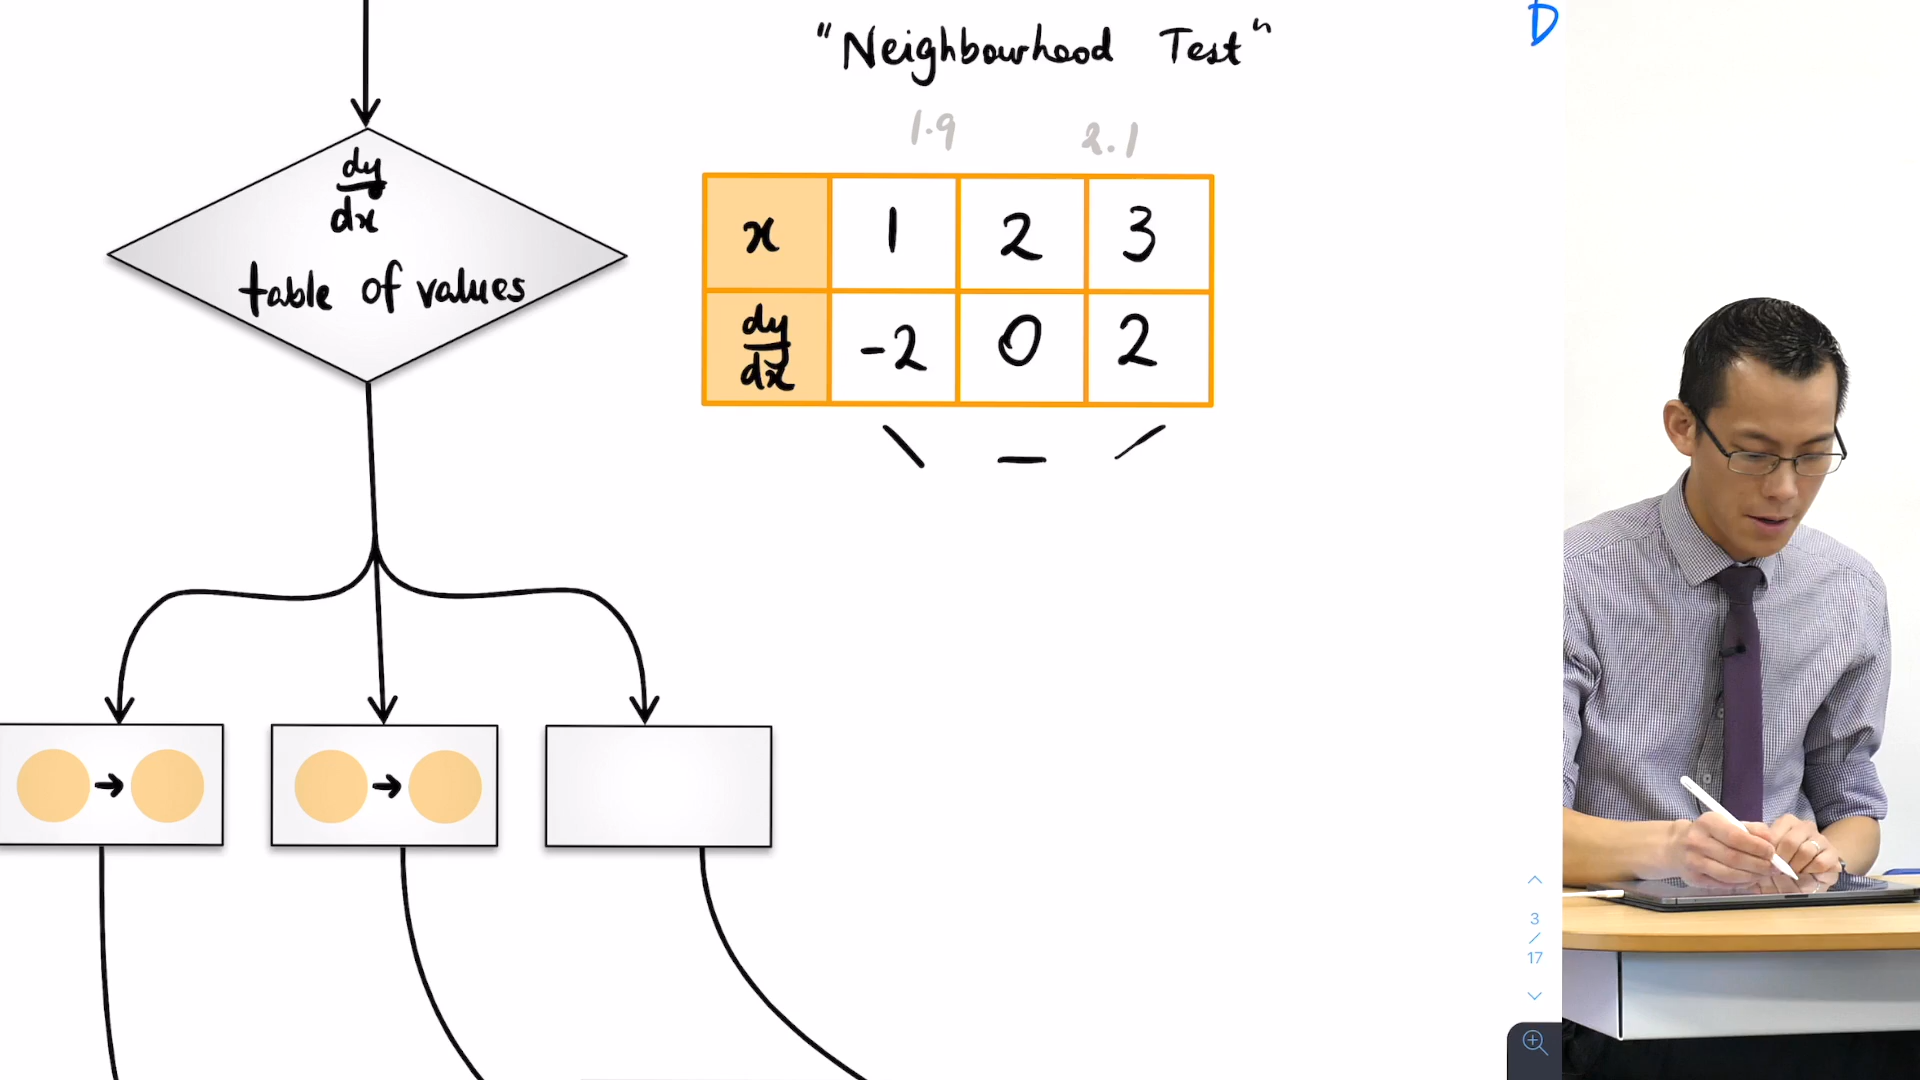 "Neighbourhood Test"
D
1.9 2.1
dy
dx
table of values
x 1 2 3
dy
dx
-2 0 2
3
/
17